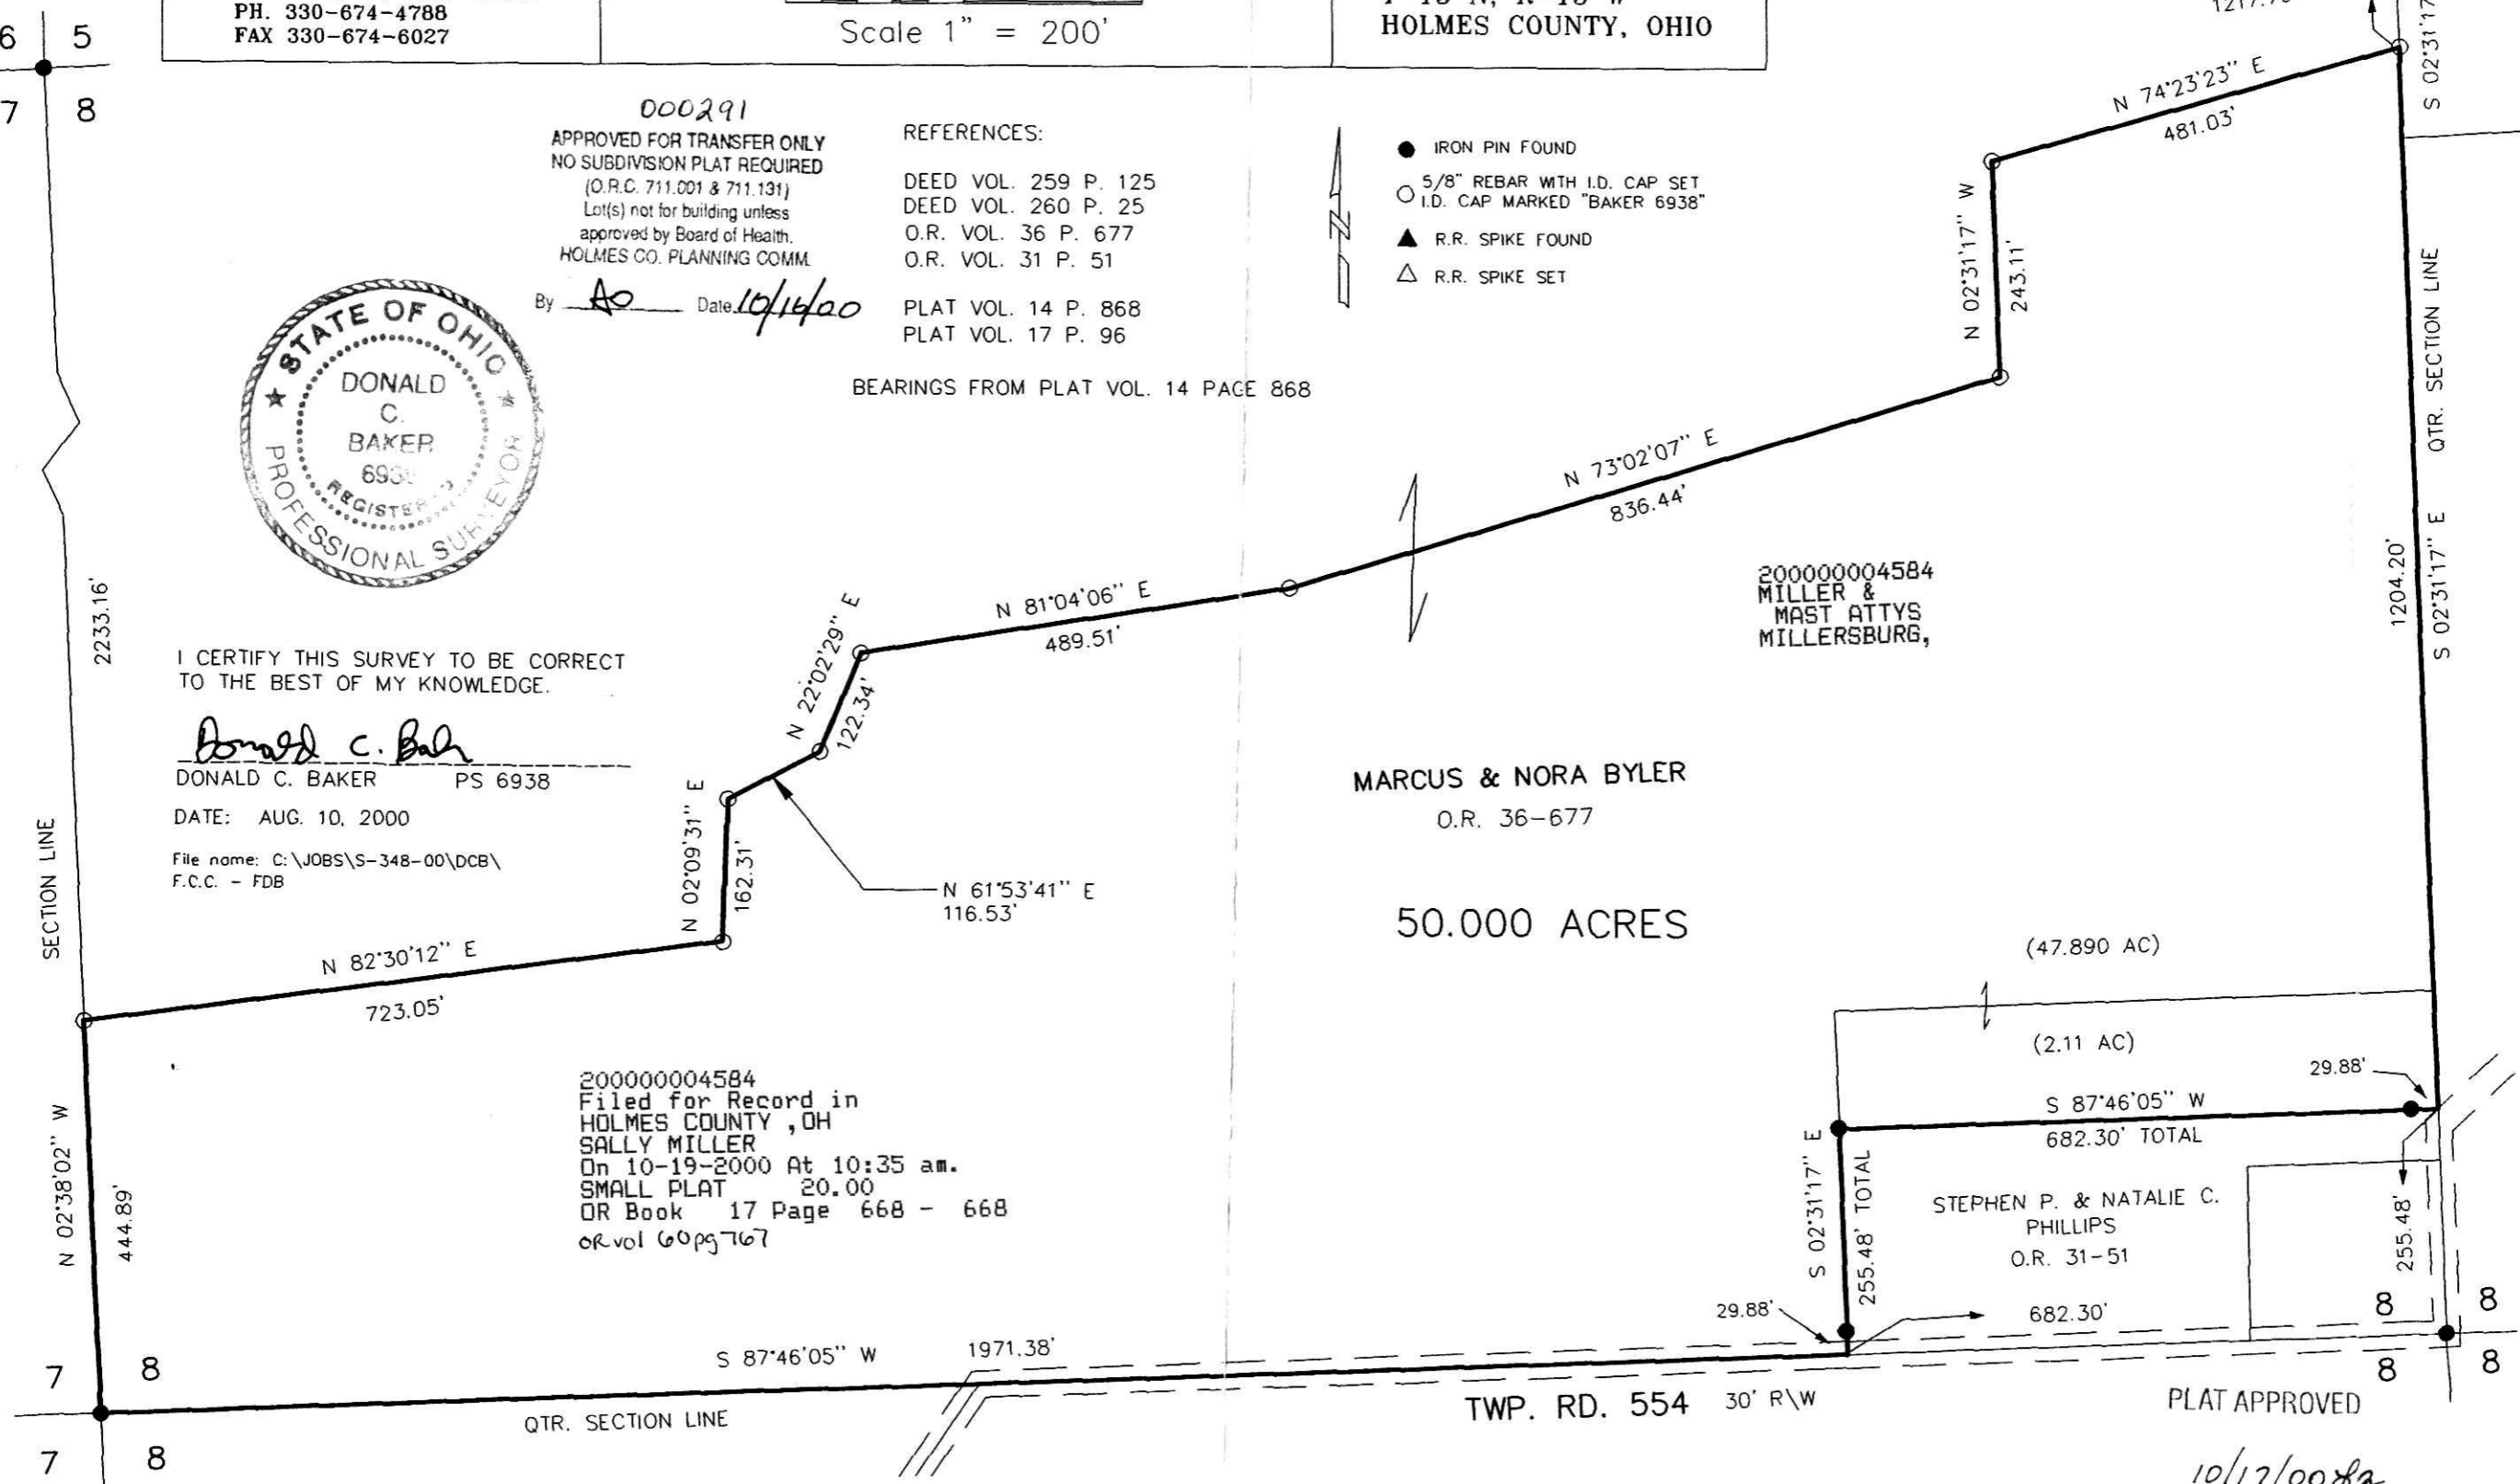 PH. 330-674-4788
FAX 330-674-6027
Scale 1" = 200'
HOLMES COUNTY, OHIO
6 5
7 8
000291
APPROVED FOR TRANSFER ONLY
NO SUBDIVISION PLAT REQUIRED
(O.R.C. 711.001 & 711.131)
Lot(s) not for building unless
approved by Board of Health.
HOLMES CO. PLANNING COMM.
By Date 10/16/00
REFERENCES:
DEED VOL. 259 P. 125
DEED VOL. 260 P. 25
O.R. VOL. 36 P. 677
O.R. VOL. 31 P. 51
PLAT VOL. 14 P. 868
PLAT VOL. 17 P. 96
BEARINGS FROM PLAT VOL. 14 PAGE 868
N
IRON PIN FOUND
5/8" REBAR WITH I.D. CAP SET
I.D. CAP MARKED "BAKER 6938"
R.R. SPIKE FOUND
R.R. SPIKE SET
STATE OF OHIO
DONALD
C.
BAKER
6938
REGISTERED
PROFESSIONAL SURVEYOR
N 74°23'23" E
481.03'
S 02°31'17"
N 02°31'17" W
243.11'
QTR. SECTION LINE
S 02°31'17" E
1204.20'
N 73°02'07" E
836.44'
N 81°04'06" E
489.51'
N 22°02'29" E
122.34'
N 61°53'41" E
116.53'
N 02°09'31" E
162.31'
N 82°30'12" E
723.05'
2233.16'
SECTION LINE
I CERTIFY THIS SURVEY TO BE CORRECT
TO THE BEST OF MY KNOWLEDGE.
Donald C. Baker
DONALD C. BAKER PS 6938
DATE: AUG. 10, 2000
File name: C:\JOBS\S-348-00\DCB\
F.C.C. - FDB
200000004584
MILLER &
MAST ATTYS
MILLERSBURG,
MARCUS & NORA BYLER
O.R. 36-677
50.000 ACRES
(47.890 AC)
(2.11 AC)
29.88'
S 87°46'05" W
682.30' TOTAL
S 02°31'17" E
255.48' TOTAL
STEPHEN P. & NATALIE C.
PHILLIPS
O.R. 31-51
255.48'
29.88'
682.30'
N 02°38'02" W
444.89'
200000004584
Filed for Record in
HOLMES COUNTY ,OH
SALLY MILLER
On 10-19-2000 At 10:35 am.
SMALL PLAT 20.00
OR Book 17 Page 668 - 668
OR vol 60 pg 767
S 87°46'05" W 1971.38'
QTR. SECTION LINE
TWP. RD. 554 30' R\W
7 8
7 8
8 8
8 8
PLAT APPROVED
10/17/00